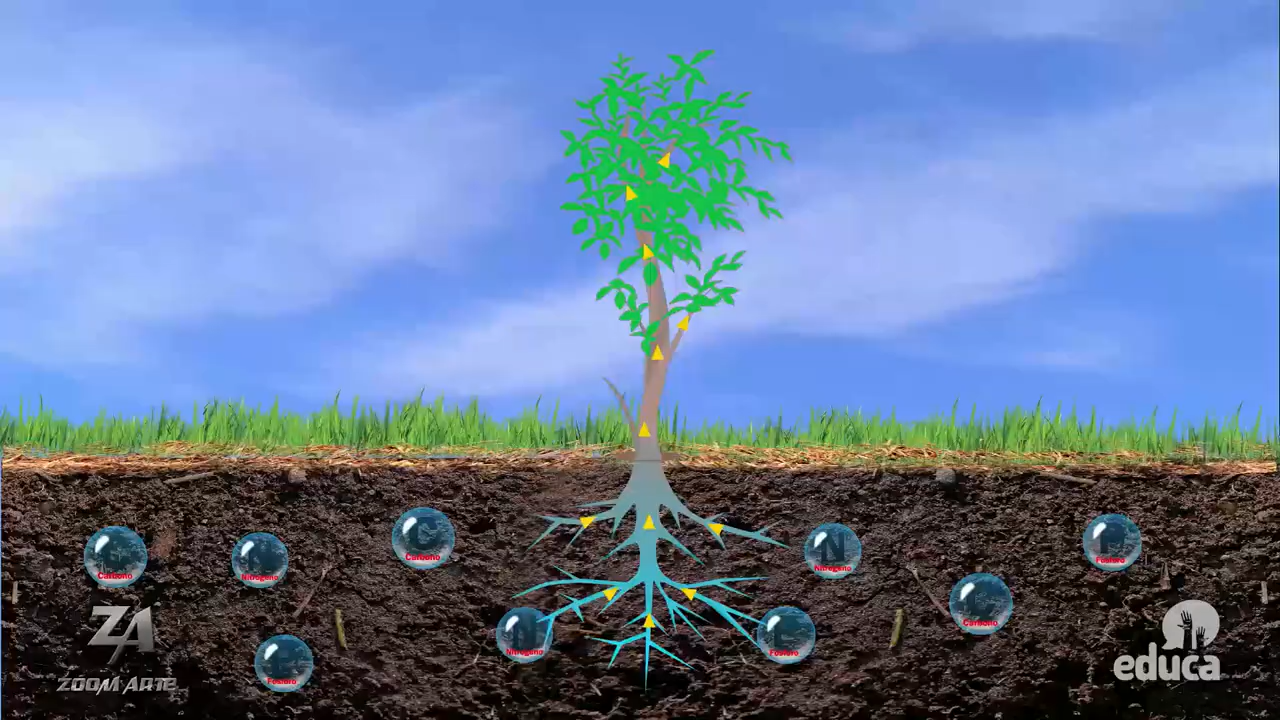 C
Carbono
N
Nitrogeno
Carbono
Nitrogeno
Fosforo
Carbono
Nitrogeno
Fosforo
Fosforo
ZA
ZOOM ARTE
educa